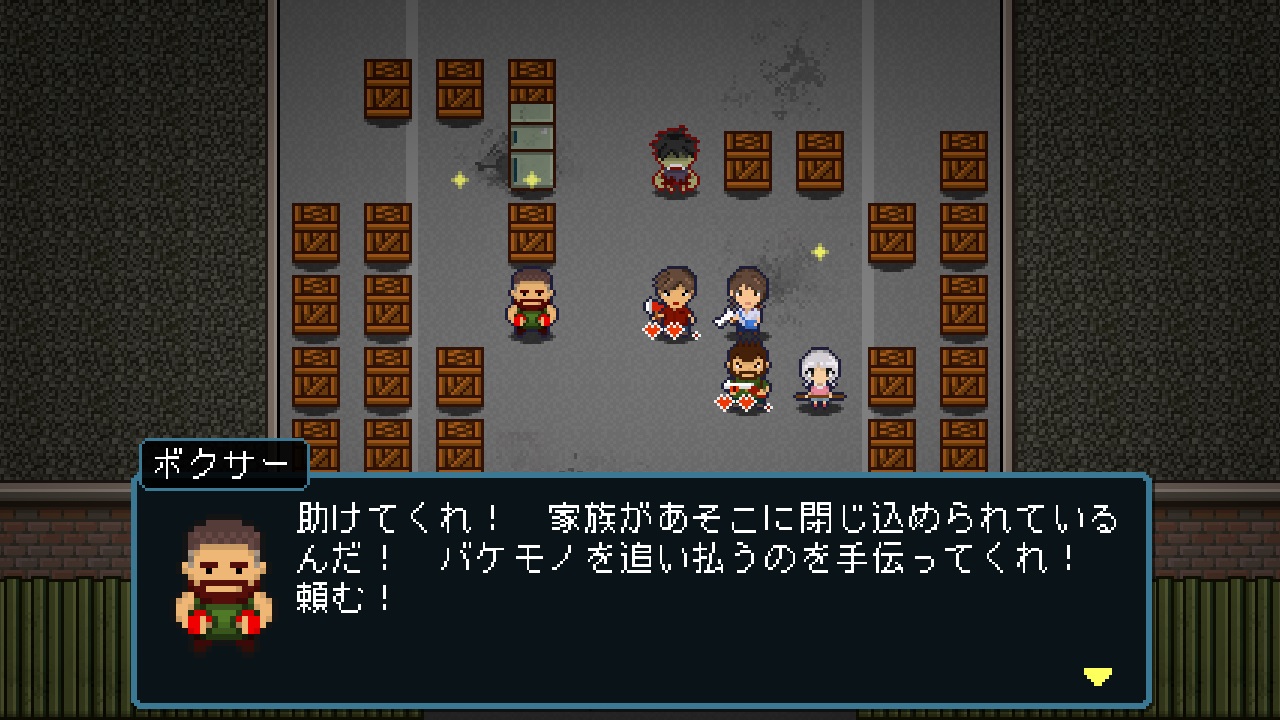 ボクサー
助けてくれ！　家族があそこに閉じ込められている
んだ！　バケモノを追い払うのを手伝ってくれ！
頼む！